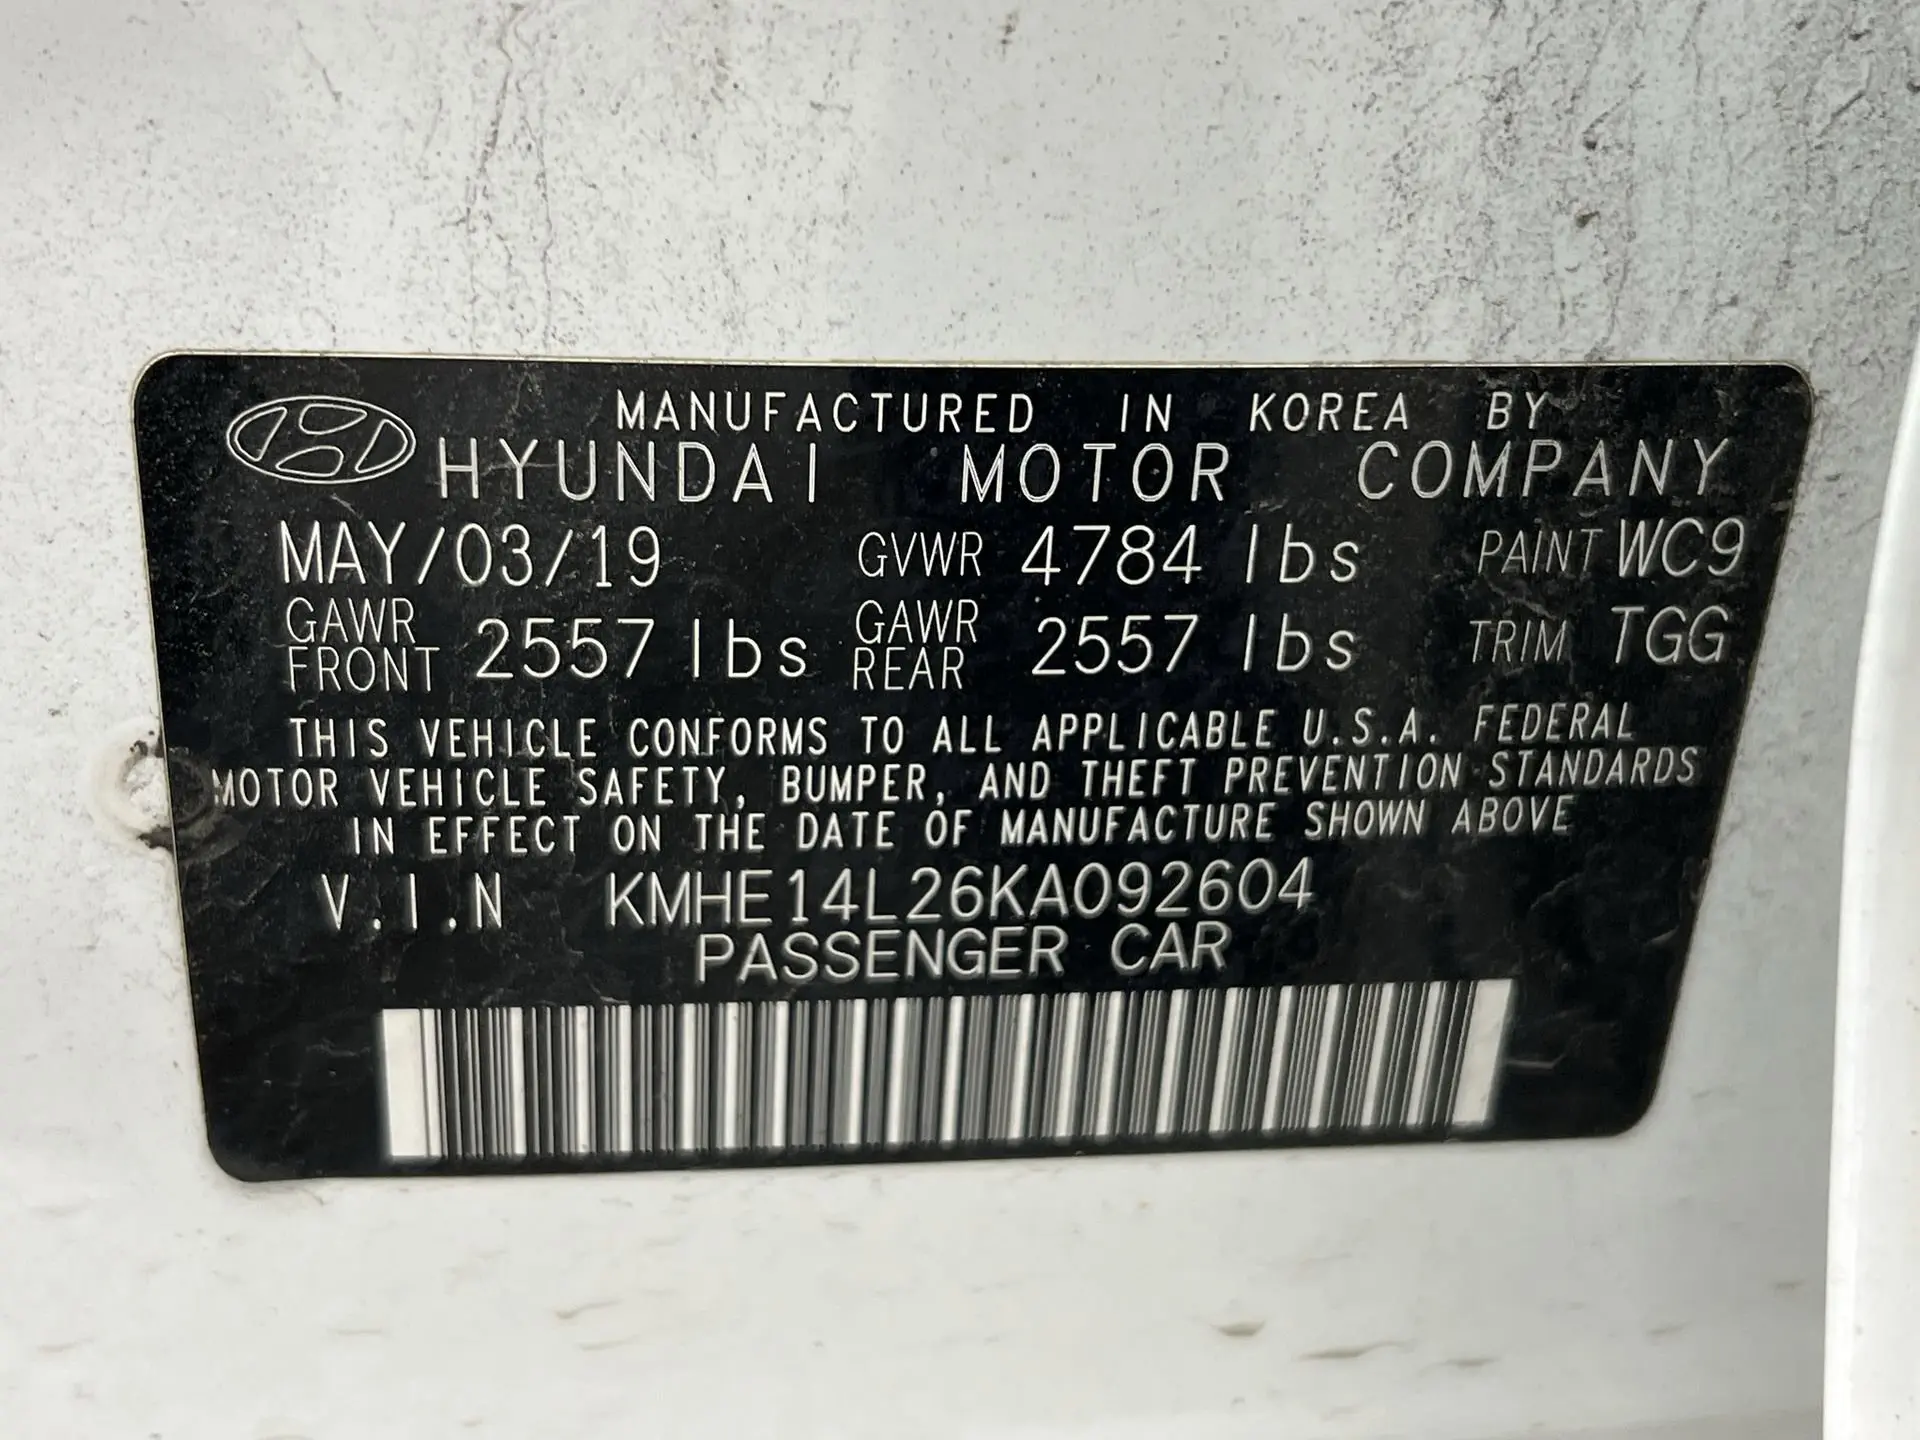 MANUFACTURED IN KOREA BY
HYUNDAI MOTOR COMPANY
MAY/03/19 GVWR 4784 lbs PAINT WC9
GAWR FRONT 2557 lbs GAWR REAR 2557 lbs TRIM TGG
THIS VEHICLE CONFORMS TO ALL APPLICABLE U.S.A. FEDERAL
MOTOR VEHICLE SAFETY, BUMPER, AND THEFT PREVENTION STANDARDS
IN EFFECT ON THE DATE OF MANUFACTURE SHOWN ABOVE
V.I.N KMHE14L26KA092604
PASSENGER CAR